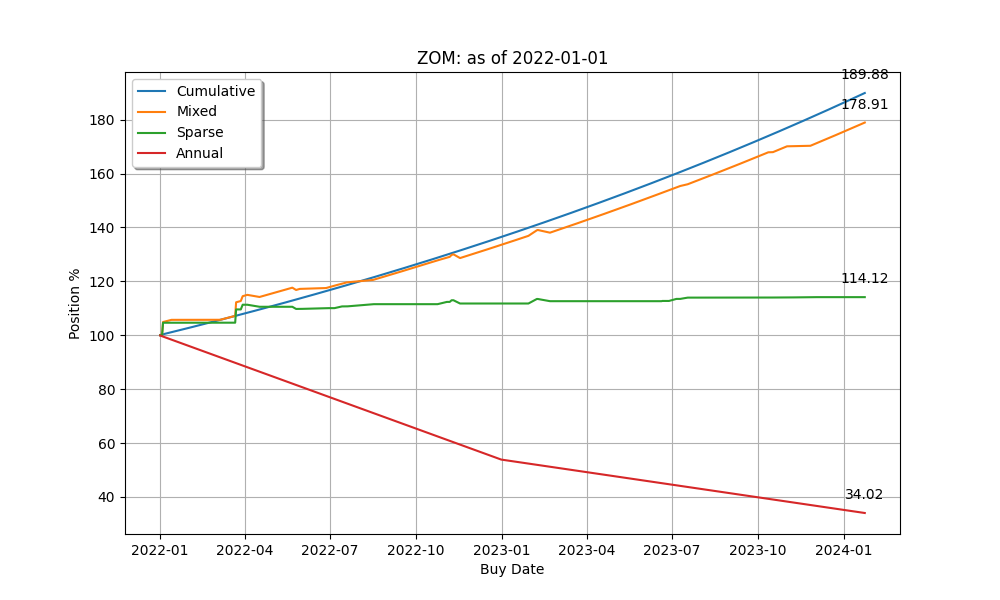 ZOM: as of 2022-01-01
Cumulative
Mixed
Sparse
Annual
189.88
178.91
114.12
34.02
Position %
180
160
140
120
100
80
60
40
2022-01 2022-04 2022-07 2022-10 2023-01 2023-04 2023-07 2023-10 2024-01
Buy Date